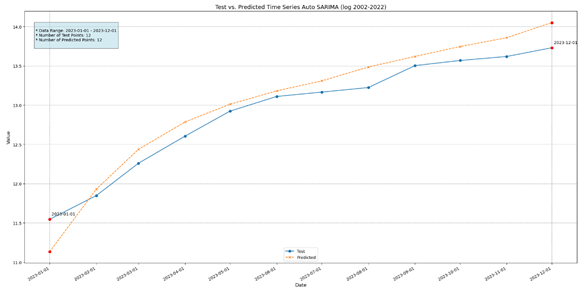 Test vs. Predicted Time Series Auto SARIMA (log 2002-2022)
* Data Range: 2023-01-01 - 2023-12-01
* Number of Test Points: 12
* Number of Predicted Points: 12
14.0
13.5
13.0
12.5
12.0
11.5
11.0
Value
2023-12-01
2023-01-01
Test
Predicted
2023-01-01
2023-02-01
2023-03-01
2023-04-01
2023-05-01
2023-06-01
2023-07-01
2023-08-01
2023-09-01
2023-10-01
2023-11-01
2023-12-01
Date